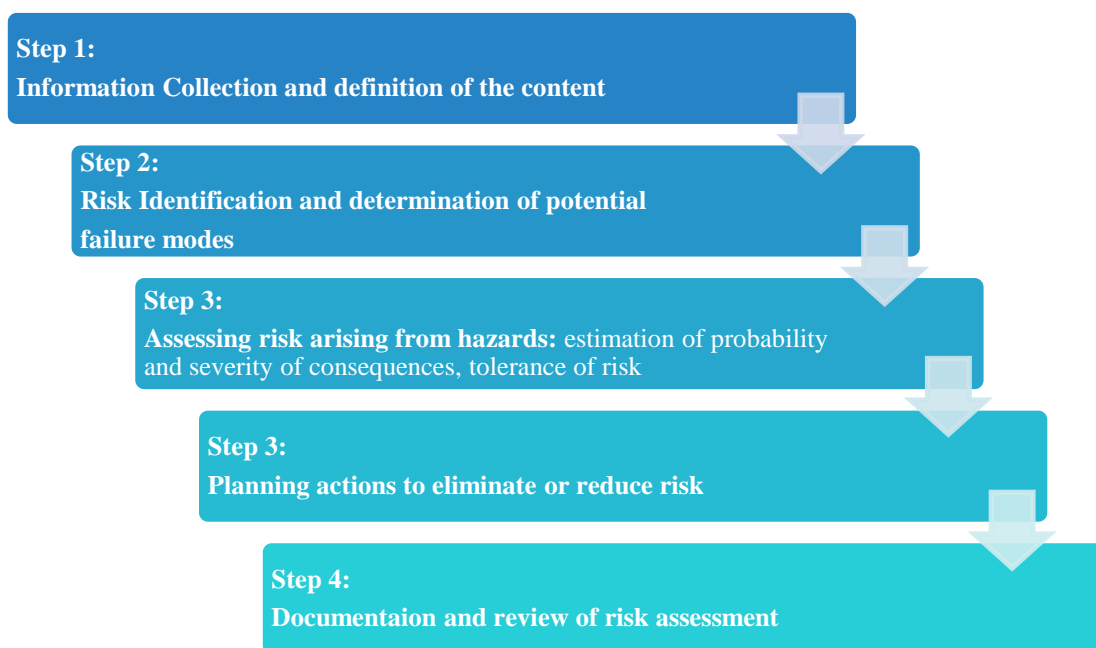 Step 1:
Information Collection and definition of the content
Step 2:
Risk Identification and determination of potential
failure modes
Step 3:
Assessing risk arising from hazards: estimation of probability
and severity of consequences, tolerance of risk
Step 3:
Planning actions to eliminate or reduce risk
Step 4:
Documentaion and review of risk assessment